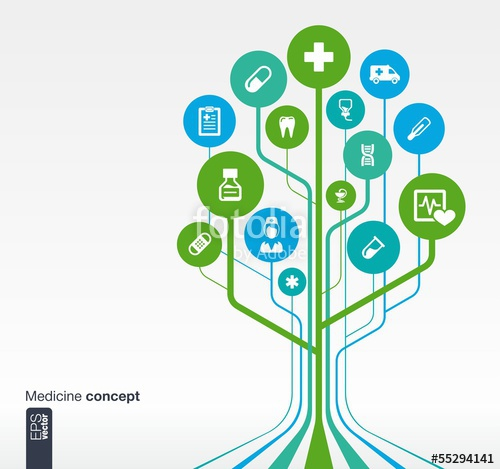 fotolia
by Adobe
Medicine concept
EPS
vector
#55294141